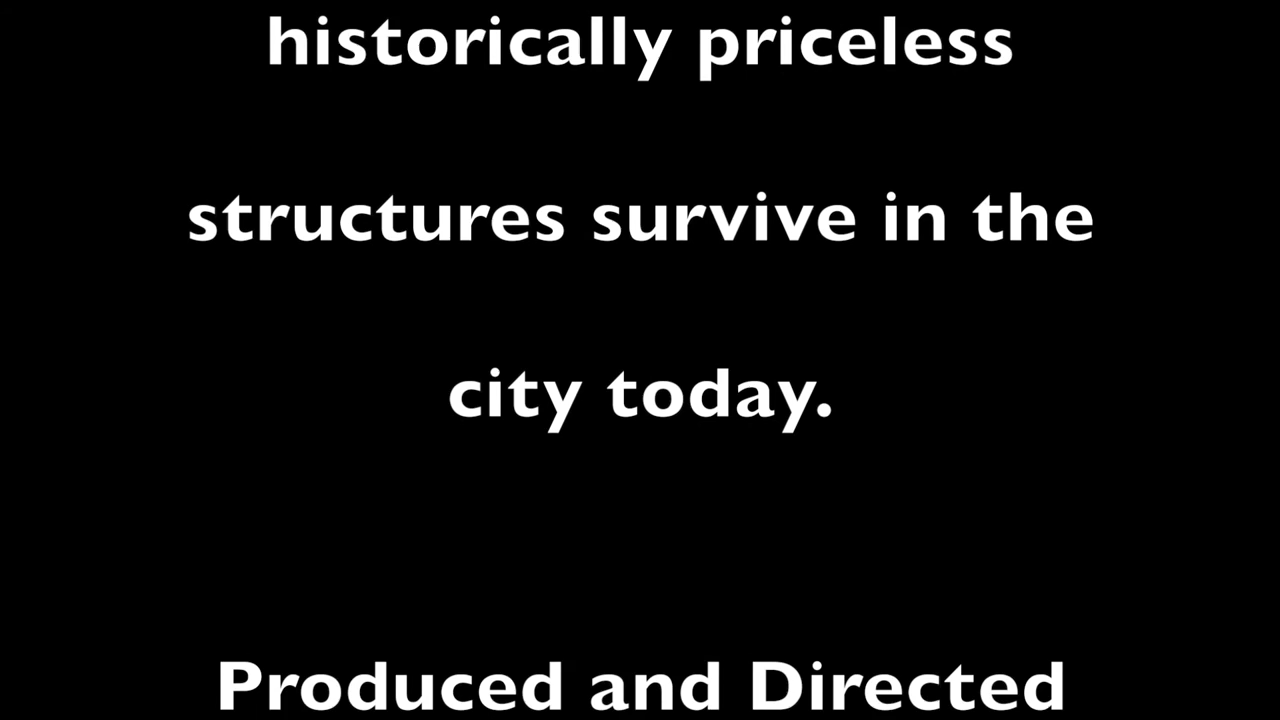 historically priceless
structures survive in the
city today.
Produced and Directed